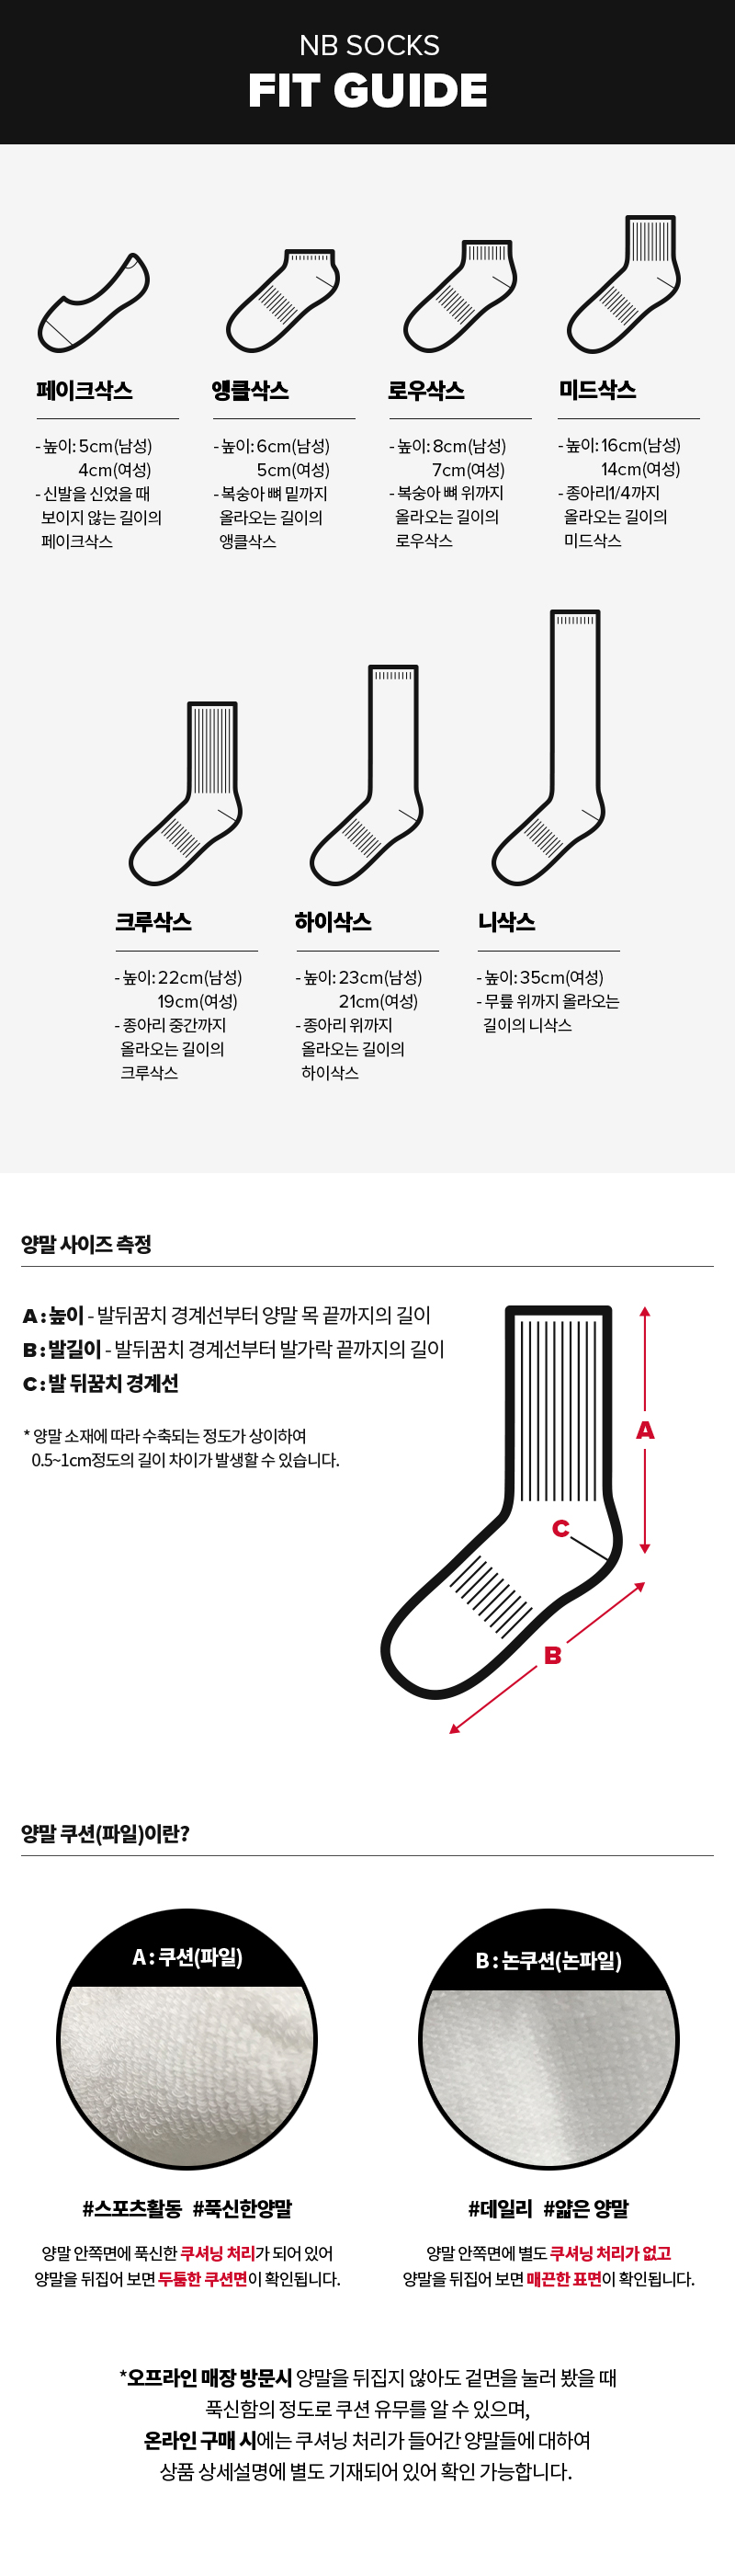 NB SOCKS
FIT GUIDE
페이크삭스
- 높이: 5cm(남성)
4cm(여성)
- 신발을 신었을 때
보이지 않는 길이의
페이크삭스
앵클삭스
- 높이: 6cm(남성)
5cm(여성)
- 복숭아 뼈 밑까지
올라오는 길이의
앵클삭스
로우삭스
- 높이: 8cm(남성)
7cm(여성)
- 복숭아 뼈 위까지
올라오는 길이의
로우삭스
미드삭스
- 높이: 16cm(남성)
14cm(여성)
- 종아리1/4까지
올라오는 길이의
미드삭스
크루삭스
- 높이: 22cm(남성)
19cm(여성)
- 종아리 중간까지
올라오는 길이의
크루삭스
하이삭스
- 높이: 23cm(남성)
21cm(여성)
- 종아리 위까지
올라오는 길이의
하이삭스
니삭스
- 높이: 35cm(여성)
- 무릎 위까지 올라오는
길이의 니삭스
양말 사이즈 측정
A : 높이 - 발뒤꿈치 경계선부터 양말 목 끝까지의 길이
B : 발길이 - 발뒤꿈치 경계선부터 발가락 끝까지의 길이
C : 발 뒤꿈치 경계선
* 양말 소재에 따라 수축되는 정도가 상이하여
0.5~1cm정도의 길이 차이가 발생할 수 있습니다.
A
C
B
양말 쿠션(파일)이란?
A : 쿠션(파일)
#스포츠활동 #푹신한양말
양말 안쪽면에 푹신한 쿠셔닝 처리가 되어 있어
양말을 뒤집어 보면 두툼한 쿠션면이 확인됩니다.
B : 논쿠션(논파일)
#데일리 #얇은 양말
양말 안쪽면에 별도 쿠셔닝 처리가 없고
양말을 뒤집어 보면 매끈한 표면이 확인됩니다.
*오프라인 매장 방문시 양말을 뒤집지 않아도 겉면을 눌러 봤을 때
푹신함의 정도로 쿠션 유무를 알 수 있으며,
온라인 구매 시에는 쿠셔닝 처리가 들어간 양말들에 대하여
상품 상세설명에 별도 기재되어 있어 확인 가능합니다.